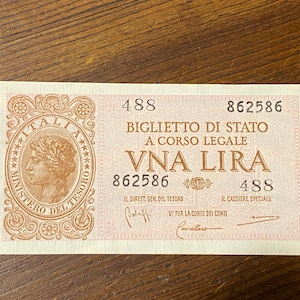 488 862586
BIGLIETTO DI STATO
A CORSO LEGALE
VNA LIRA
862586 488
IL DIRETT. GEN. DEL TESORO IL CASSIERE SPECIALE
Vº PER LA CORTE DEI CONTI
ITALIA
MINISTERO DEL TESORO